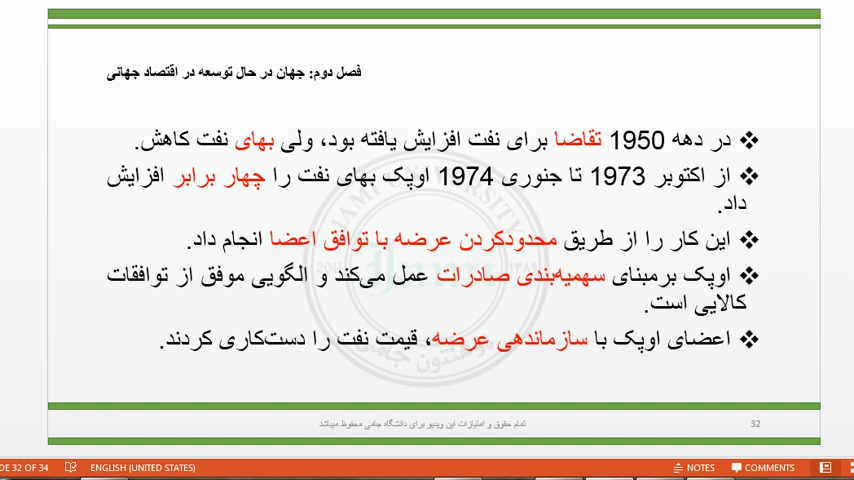 فصل دوم: جهان در حال توسعه در اقتصاد جهانی
❖ در دهه 1950 تقاضا برای نفت افزایش یافته بود، ولی بهای نفت کاهش.
❖ از اکتوبر 1973 تا جنوری 1974 اوپک بهای نفت را چهار برابر افزایش
داد.
❖ این کار را از طریق محدودکردن عرضه با توافق اعضا انجام داد.
❖ اوپک برمبنای سهمیه‌بندی صادرات عمل می‌کند و الگویی موفق از توافقات
کالایی است.
❖ اعضای اوپک با سازماندهی عرضه، قیمت نفت را دست‌کاری کردند.
JAMI UNIVERSITY
پوهنتون جامی
تمام حقوق و امتیازات این ویدیو برای دانشگاه جامی محفوظ میباشد
32
DE 32 OF 34 ENGLISH (UNITED STATES) NOTES COMMENTS